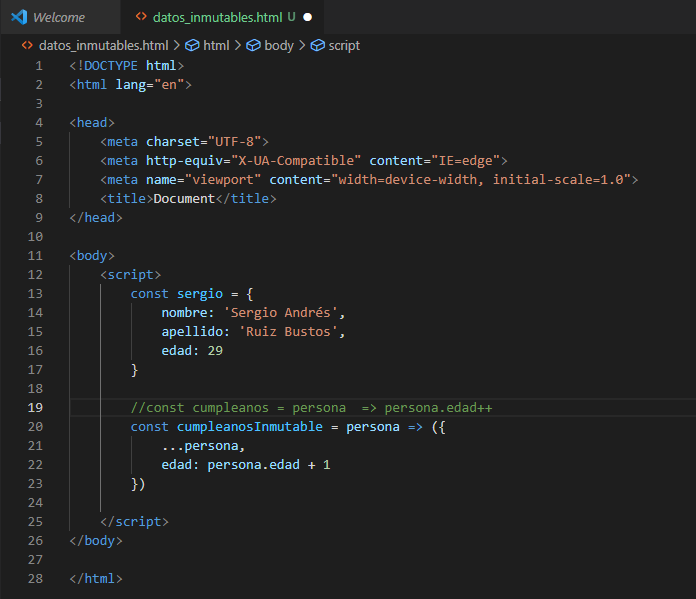 Welcome
datos_inmutables.html U
datos_inmutables.html > html > body > script
1 <!DOCTYPE html>
2 <html lang="en">
3
4 <head>
5     <meta charset="UTF-8">
6     <meta http-equiv="X-UA-Compatible" content="IE=edge">
7     <meta name="viewport" content="width=device-width, initial-scale=1.0">
8     <title>Document</title>
9 </head>
10
11 <body>
12     <script>
13         const sergio = {
14             nombre: 'Sergio Andrés',
15             apellido: 'Ruiz Bustos',
16             edad: 29
17         }
18
19         //const cumpleanos = persona  => persona.edad++
20         const cumpleanosInmutable = persona => ({
21             ...persona,
22             edad: persona.edad + 1
23         })
24
25     </script>
26 </body>
27
28 </html>